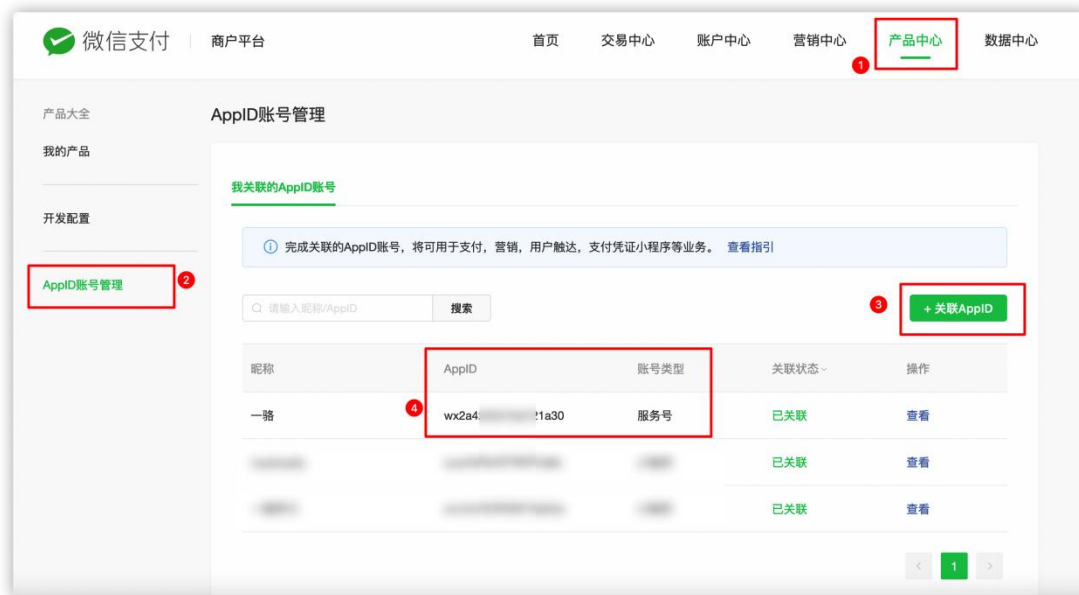 微信支付 商户平台 首页 交易中心 账户中心 营销中心 产品中心 数据中心
1
产品大全
AppID账号管理
我的产品
我关联的AppID账号
开发配置
完成关联的AppID账号，将可用于支付，营销，用户触达，支付凭证小程序等业务。 查看指引
AppID账号管理 2
请输入昵称/AppID 搜索 3 + 关联AppID
昵称 AppID 账号类型 关联状态 操作
一骆 4 wx2a4 21a30 服务号 已关联 查看
已关联 查看
已关联 查看
< 1 >